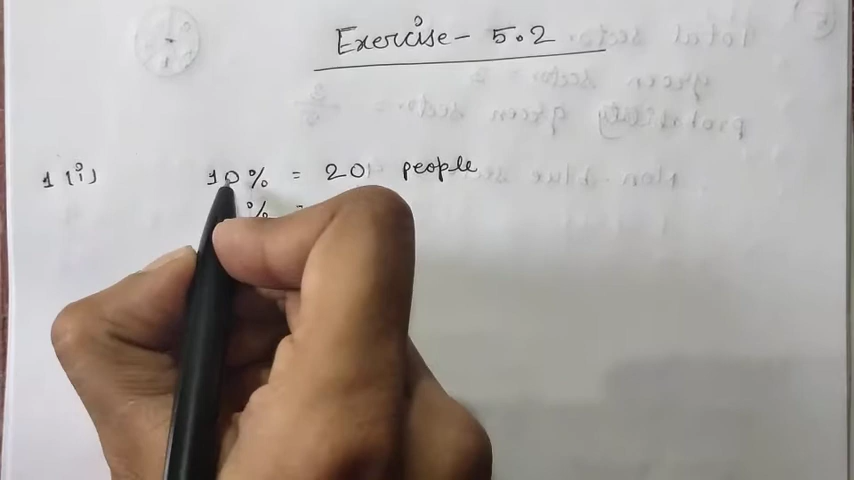 Exercise - 5.2
1 (i) 10% = 20 people
% =